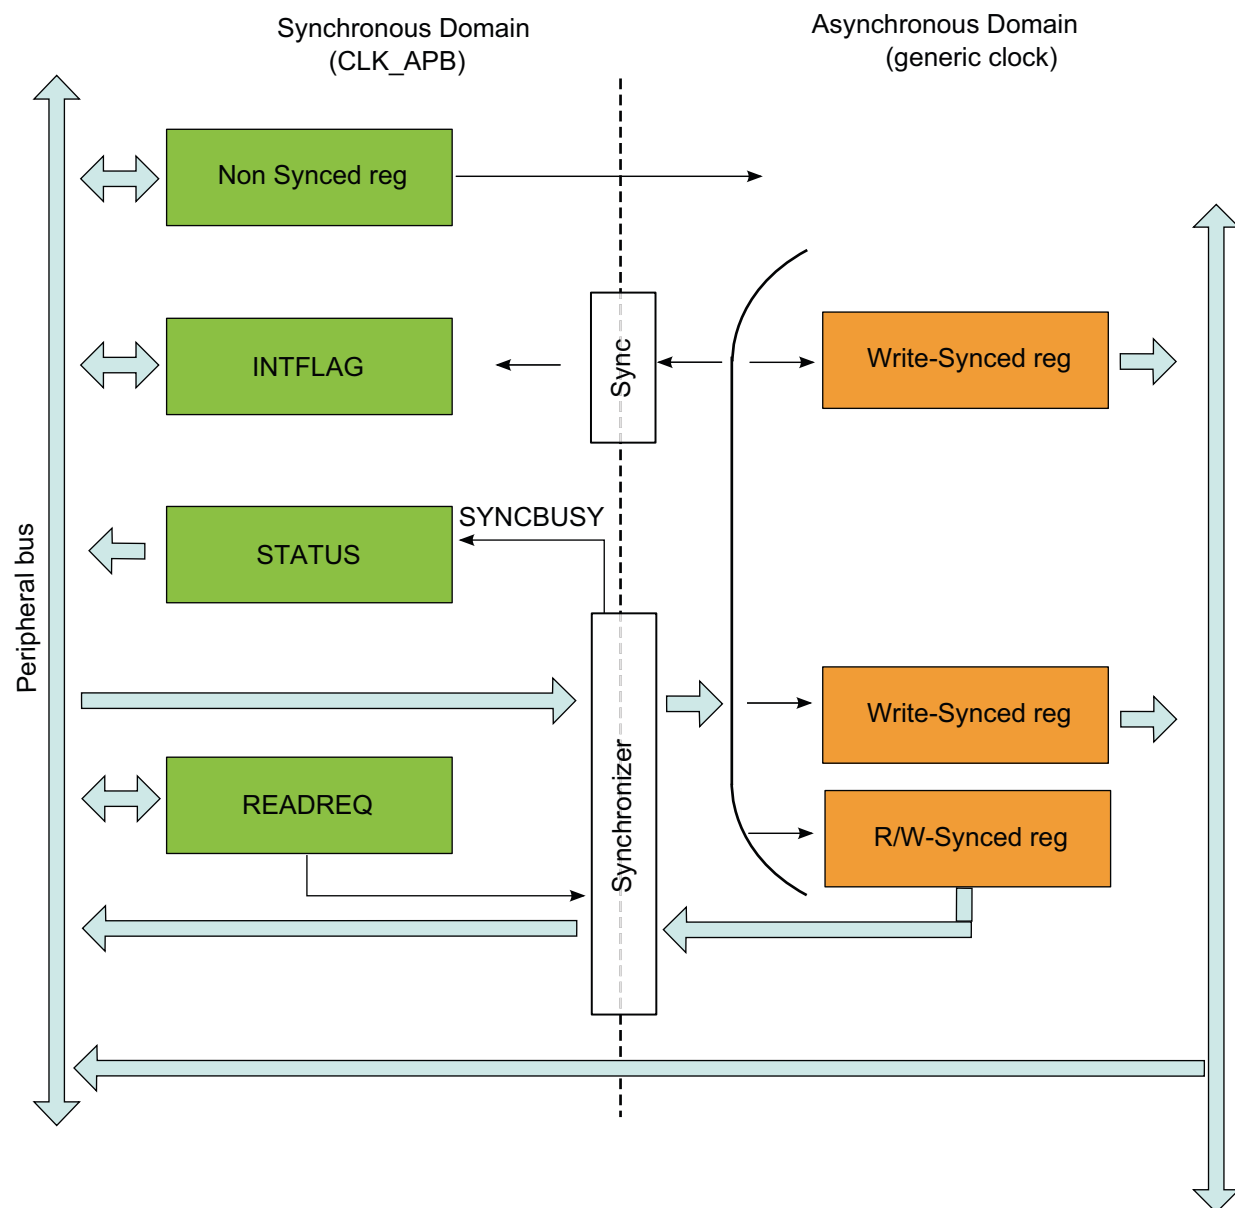 Synchronous Domain
(CLK_APB)
Asynchronous Domain
(generic clock)
Non Synced reg
INTFLAG
Sync
Write-Synced reg
SYNCBUSY
STATUS
Peripheral bus
Write-Synced reg
Synchronizer
READREQ
R/W-Synced reg